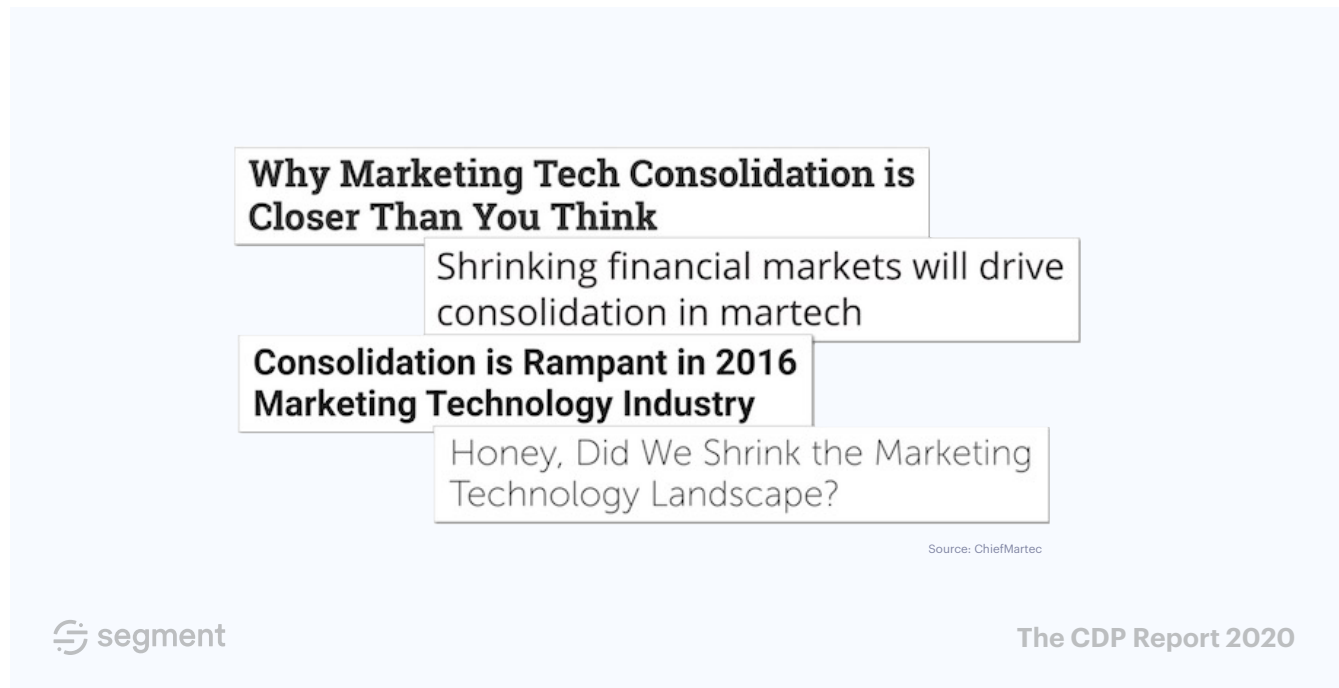 Why Marketing Tech Consolidation is
Closer Than You Think
Shrinking financial markets will drive
consolidation in martech
Consolidation is Rampant in 2016
Marketing Technology Industry
Honey, Did We Shrink the Marketing
Technology Landscape?
Source: ChiefMartec
segment
The CDP Report 2020